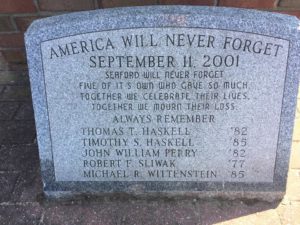 AMERICA WILL NEVER FORGET
SEPTEMBER 11, 2001
SEAFORD WILL NEVER FORGET
FIVE OF IT'S OWN WHO GAVE SO MUCH.
TOGETHER WE CELEBRATE THEIR LIVES,
TOGETHER WE MOURN THEIR LOSS.
ALWAYS REMEMBER
THOMAS T. HASKELL '82
TIMOTHY S. HASKELL '85
JOHN WILLIAM PERRY '82
ROBERT F. SLIWAK '77
MICHAEL R. WITTENSTEIN '85